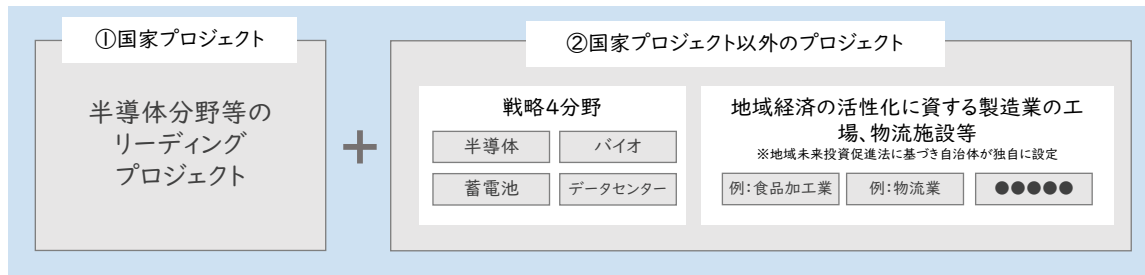 ①国家プロジェクト
半導体分野等の
リーディング
プロジェクト
+
②国家プロジェクト以外のプロジェクト
戦略4分野
半導体
バイオ
蓄電池
データセンター
地域経済の活性化に資する製造業の工
場、物流施設等
※地域未来投資促進法に基づき自治体が独自に設定
例:食品加工業
例:物流業
●●●●●